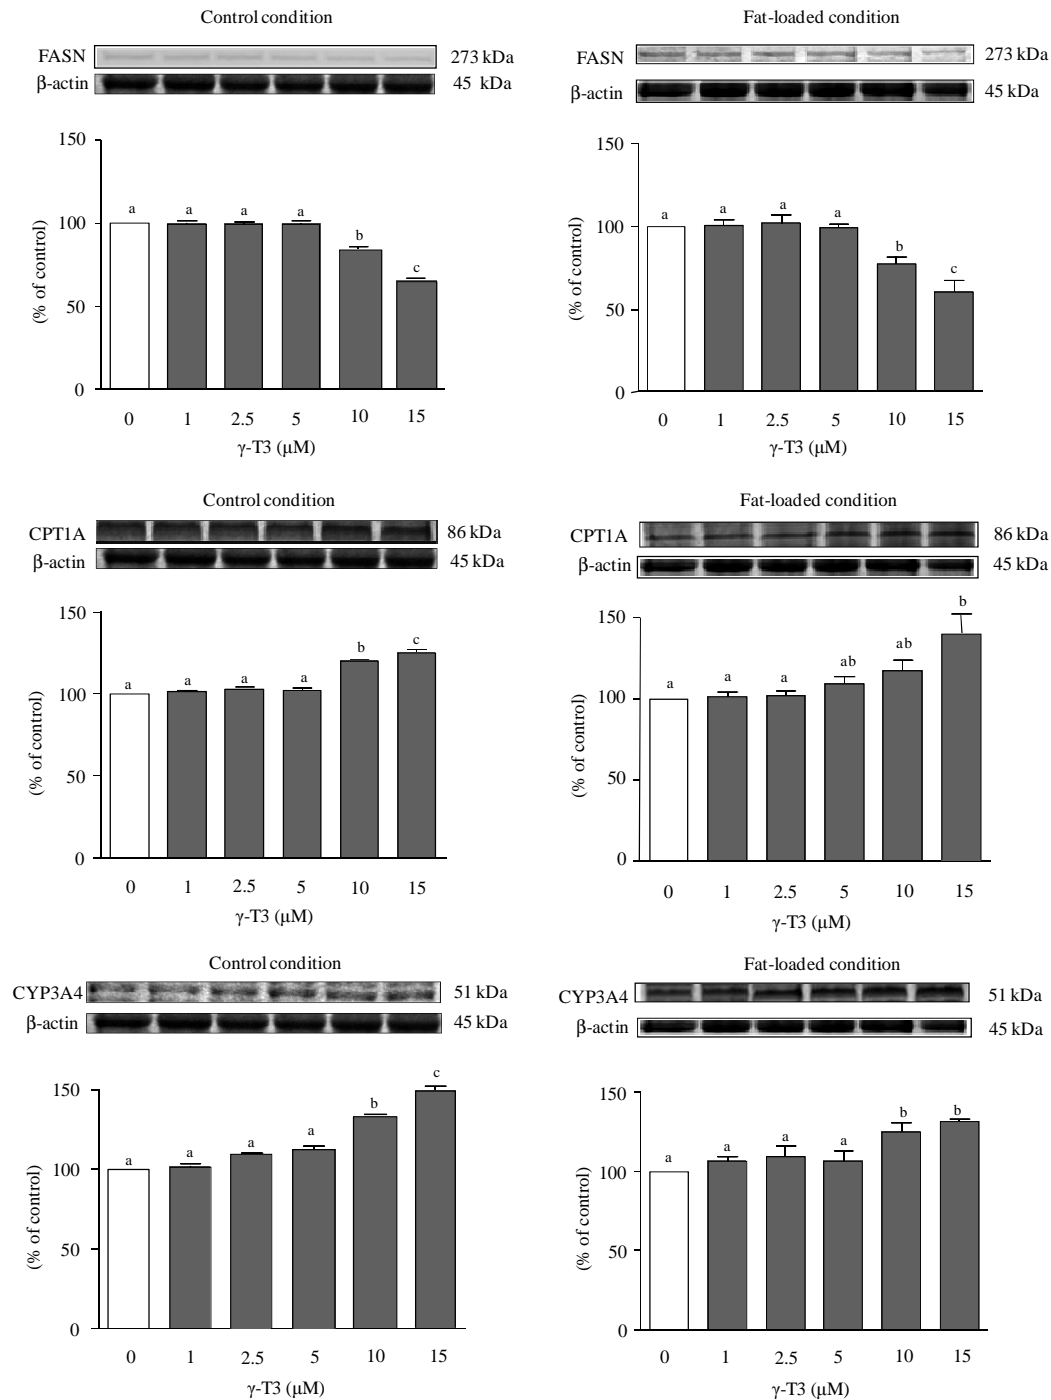 Control condition
FASN 273 kDa
β-actin 45 kDa
150
100
50
0
(% of control)
a a a a b c
0 1 2.5 5 10 15
γ-T3 (μM)
Fat-loaded condition
FASN 273 kDa
β-actin 45 kDa
150
100
50
0
(% of control)
a a a a b c
0 1 2.5 5 10 15
γ-T3 (μM)
Control condition
CPT1A 86 kDa
β-actin 45 kDa
150
100
50
0
(% of control)
a a a a b c
0 1 2.5 5 10 15
γ-T3 (μM)
Fat-loaded condition
CPT1A 86 kDa
β-actin 45 kDa
150
100
50
0
(% of control)
a a a ab ab b
0 1 2.5 5 10 15
γ-T3 (μM)
Control condition
CYP3A4 51 kDa
β-actin 45 kDa
150
100
50
0
(% of control)
a a a a b c
0 1 2.5 5 10 15
γ-T3 (μM)
Fat-loaded condition
CYP3A4 51 kDa
β-actin 45 kDa
150
100
50
0
(% of control)
a a a a b b
0 1 2.5 5 10 15
γ-T3 (μM)